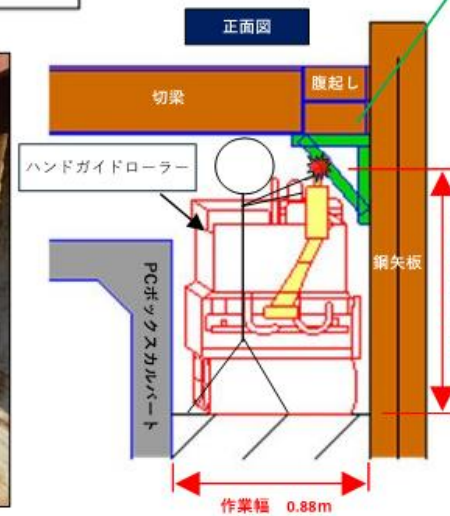 正面図
切梁
腹起し
ハンドガイドローラー
鋼矢板
PCボックスカルバート
作業幅 0.88m